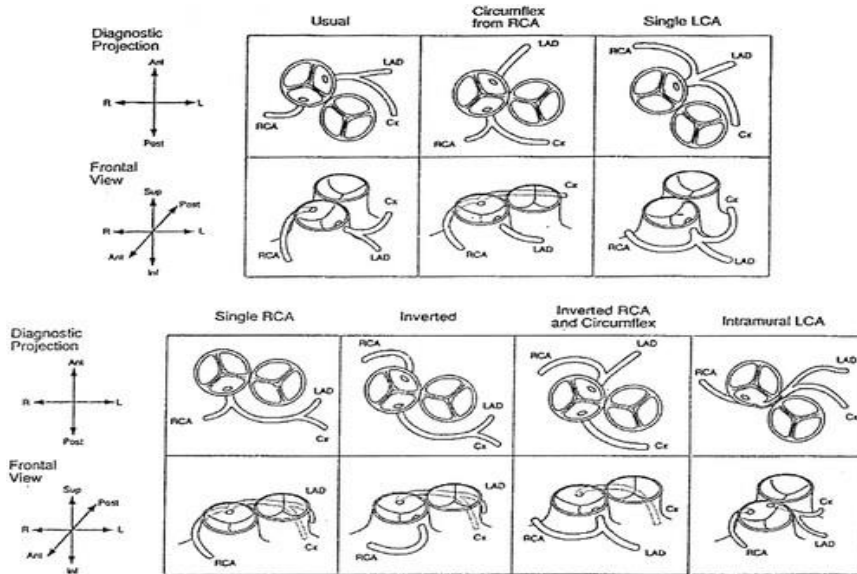 Diagnostic
Projection
Ant
R
L
Post
Frontal
View
Sup
Post
R
L
Ant
Inf
Usual
Circumflex
from RCA
Single LCA
LAD
RCA
Cx
LAD
RCA
Cx
RCA
LAD
Cx
RCA
LAD
Cx
RCA
LAD
Cx
RCA
LAD
Diagnostic
Projection
Ant
R
L
Post
Frontal
View
Sup
Post
R
L
Ant
Inf
Single RCA
Inverted
Inverted RCA
and Circumflex
Intramural LCA
RCA
LAD
Cx
RCA
LAD
Cx
RCA
LAD
Cx
RCA
LAD
Cx
LAD
RCA
Cx
LAD
RCA
Cx
Cx
RCA
LAD
Cx
RCA
LAD